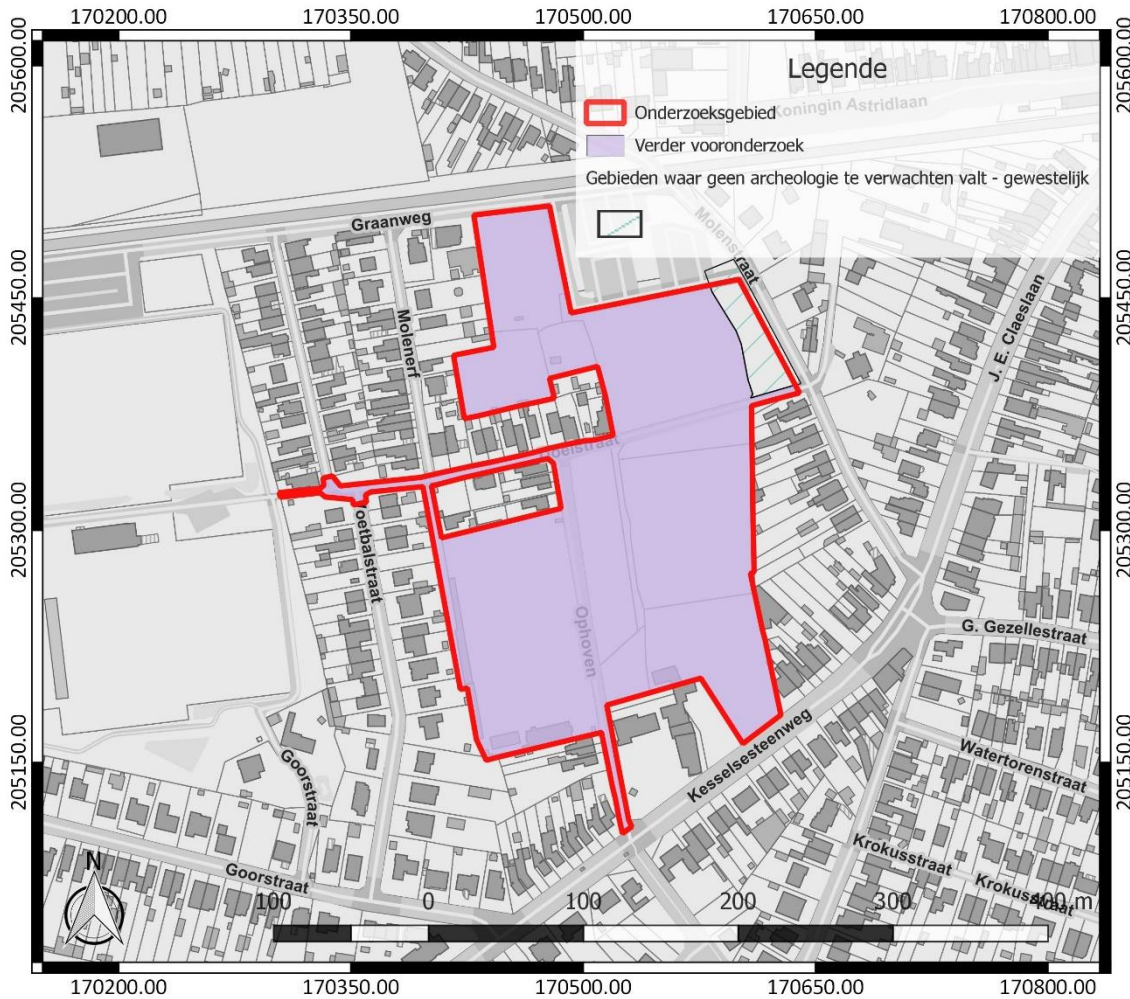 170200.00 170350.00 170500.00 170650.00 170800.00
205600.00
205600.00
Legende
Onderzoeksgebied
Koningin Astridlaan
Verder vooronderzoek
Gebieden waar geen archeologie te verwachten valt - gewestelijk
Graanweg
Molenstraat
205450.00
205450.00
Molenerf
J. E. Claeslaan
205300.00
205300.00
Ophoven
G. Gezellestraat
Kesselsesteenweg
Watertorenstraat
205150.00
205150.00
Goorstraat
Goorstraat
Krokusstraat
Krokusstraat
N
100 0 100 200 300 400 m
170200.00 170350.00 170500.00 170650.00 170800.00